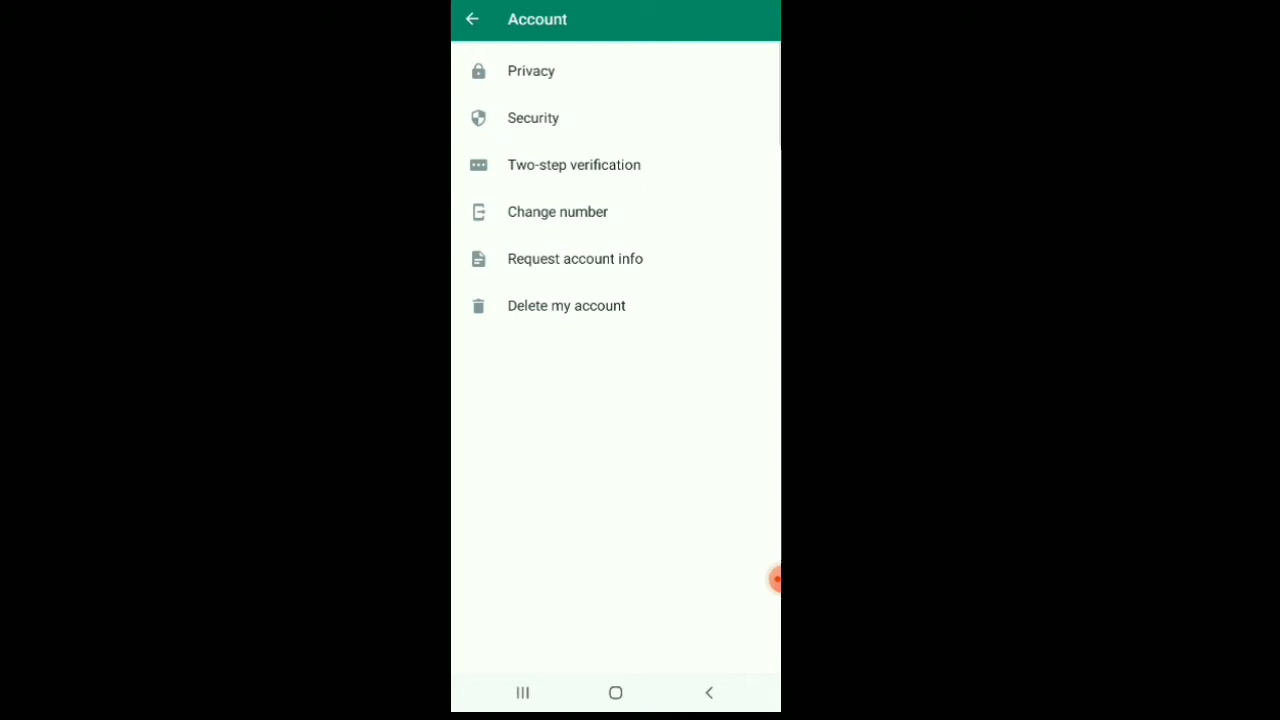 Account
Privacy
Security
Two-step verification
Change number
Request account info
Delete my account